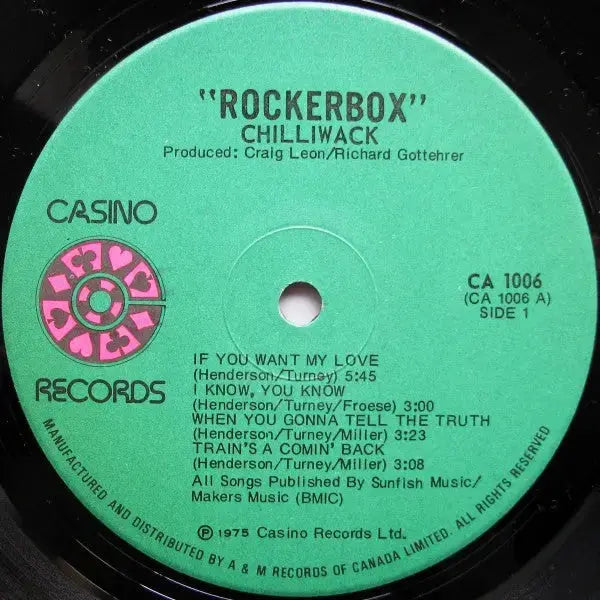 "ROCKERBOX"
CHILLIWACK
Produced: Craig Leon/Richard Gottehrer
CASINO
RECORDS
CA 1006
(CA 1006 A)
SIDE 1
IF YOU WANT MY LOVE
(Henderson/Turney) 5:45
I KNOW, YOU KNOW
(Henderson/Turney/Froese) 3:00
WHEN YOU GONNA TELL THE TRUTH
(Henderson/Turney/Miller) 3:23
TRAIN'S A COMIN' BACK
(Henderson/Turney/Miller) 3:08
All Songs Published By Sunfish Music/
Makers Music (BMIC)
℗ 1975 Casino Records Ltd.
MANUFACTURED AND DISTRIBUTED BY A & M RECORDS OF CANADA LIMITED. ALL RIGHTS RESERVED